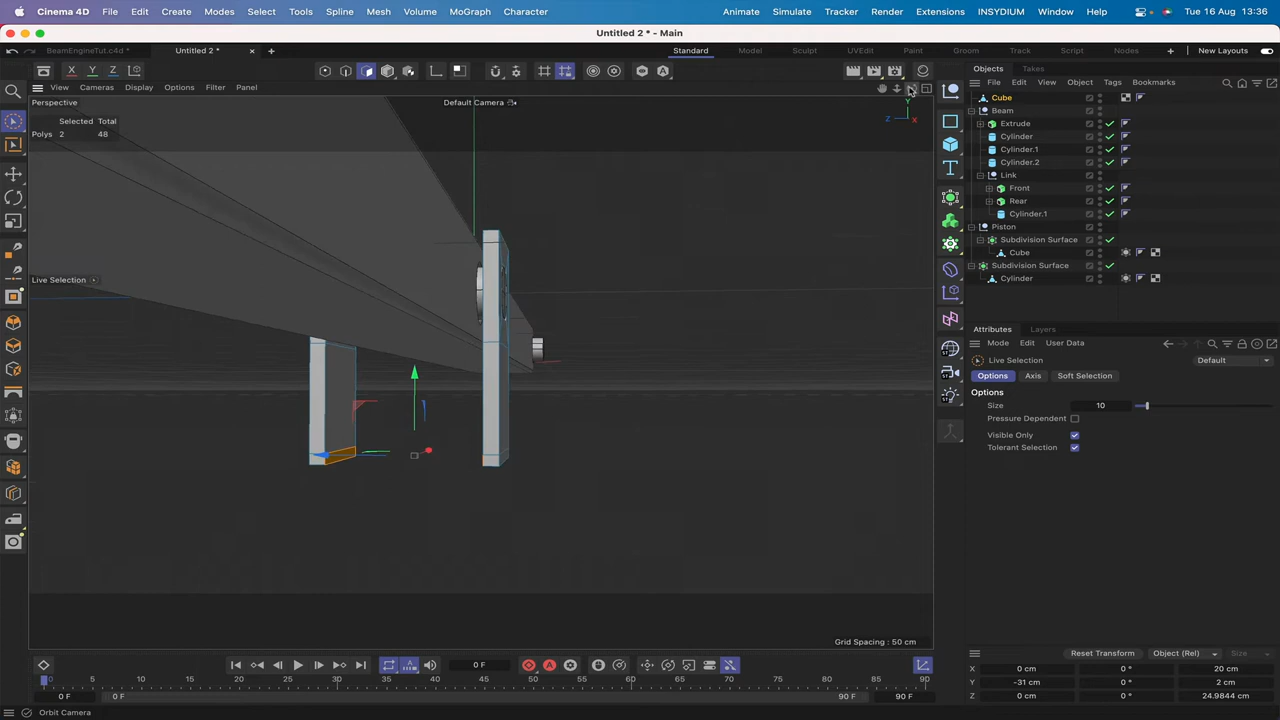 Cinema 4D File Edit Create Modes Select Tools Spline Mesh Volume MoGraph Character Animate Simulate Tracker Render Extensions INSYDIUM Window Help Tue 16 Aug 13:36
Untitled 2 * - Main
BeamEngineTut.c4d * Untitled 2 * Standard Model Sculpt UVEdit Paint Groom Track Script Nodes New Layouts
Objects Takes
View Cameras Display Options Filter Panel File Edit View Object Tags Bookmarks
Perspective Default Camera
Cube
Y
Z X
Beam
Selected Total
Polys 2 48
Extrude
Cylinder
Cylinder.1
Cylinder.2
Link
Front
Rear
Cylinder.1
Piston
Subdivision Surface
Cube
Subdivision Surface
Cylinder
Live Selection
Attributes Layers
Mode Edit User Data
Live Selection Default
Options Axis Soft Selection
Options
Size 10
Pressure Dependent
Visible Only
Tolerant Selection
Grid Spacing : 50 cm
Reset Transform Object (Rel) Size
0 F
X 0 cm 0 ° 20 cm
Y -31 cm 0 ° 2 cm
Z 0 cm 0 ° 24.9844 cm
0 5 10 15 20 25 30 35 40 45 50 55 60 65 70 75 80 85 90
0 F 0 F 90 F 90 F
Orbit Camera